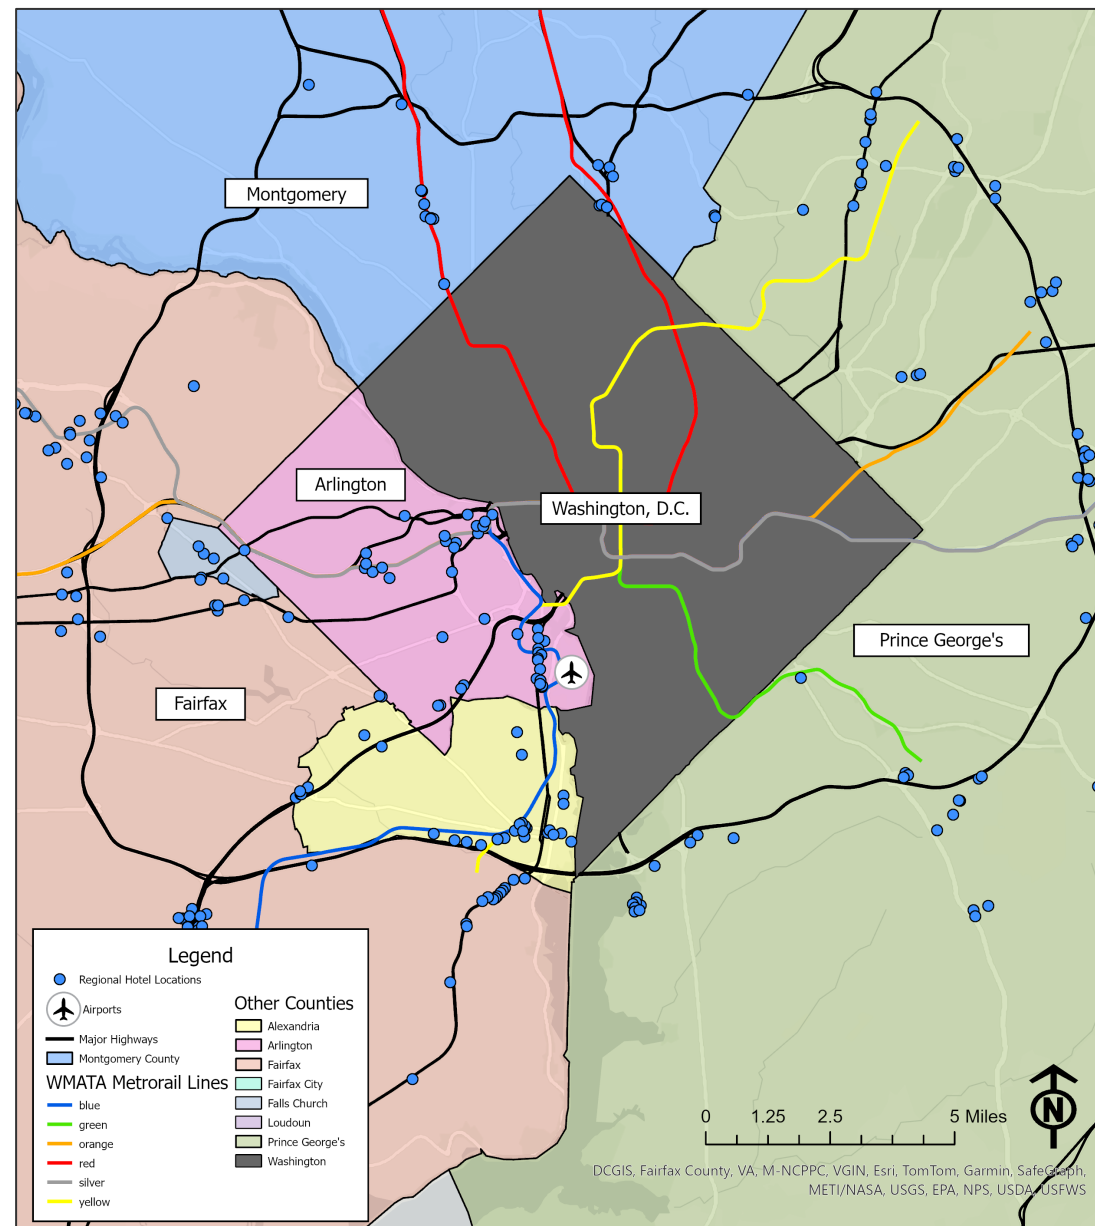 Montgomery
Arlington
Washington, D.C.
Prince George's
Fairfax
Legend
Regional Hotel Locations
Airports
Major Highways
Montgomery County
WMATA Metrorail Lines
blue
green
orange
red
silver
yellow
Other Counties
Alexandria
Arlington
Fairfax
Fairfax City
Falls Church
Loudoun
Prince George's
Washington
0 1.25 2.5 5 Miles
N
DCGIS, Fairfax County, VA, M-NCPPC, VGIN, Esri, TomTom, Garmin, SafeGraph,
METI/NASA, USGS, EPA, NPS, USDA, USFWS